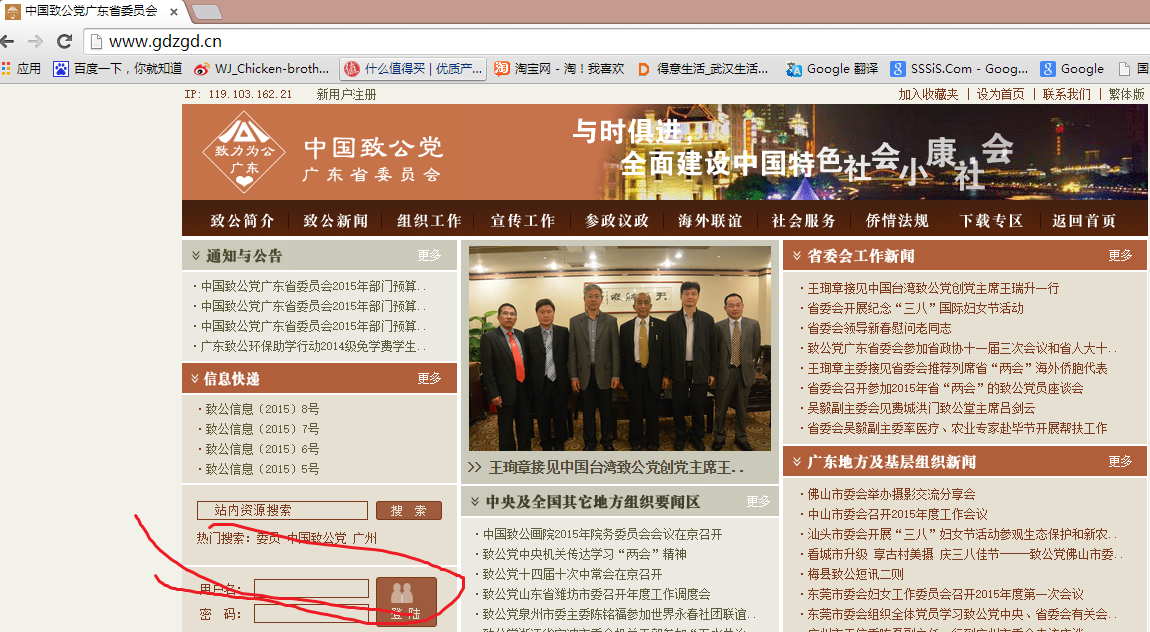 中国致公党广东省委员会
www.gdzgd.cn
应用 百度一下，你就知道 WJ_Chicken-broth... 什么值得买 | 优质产... 淘宝网 - 淘！我喜欢 得意生活_武汉生活... Google 翻译 SSSiS.Com - Goog... Google 国
IP: 119.103.162.21 新用户注册 加入收藏夹 | 设为首页 | 联系我们 | 繁体版
致力为公
广东
中国致公党
广东省委员会
与时俱进，
全面建设中国特色社会小康社会
致公简介 致公新闻 组织工作 宣传工作 参政议政 海外联谊 社会服务 侨情法规 下载专区 返回首页
通知与公告 更多
·中国致公党广东省委员会2015年部门预算..
·中国致公党广东省委员会2015年部门预算..
·中国致公党广东省委员会2015年部门预算..
·广东致公环保助学行动2014级免学费学生..
信息快递 更多
·致公信息（2015）8号
·致公信息（2015）7号
·致公信息（2015）6号
·致公信息（2015）5号
站内资源搜索 搜 索
热门搜索：委员 中国致公党 广州
用户名：
密 码：
登 陆
>> 王珣章接见中国台湾致公党创党主席王..
中央及全国其它地方组织要闻区 更多
·中国致公画院2015年院务委员会会议在京召开
·致公党中央机关传达学习“两会”精神
·致公党十四届十次中常会在京召开
·致公党山东省潍坊市委召开年度工作调度会
·致公党泉州市委主委陈铭福参加世界永春社团联谊..
省委会工作新闻 更多
·王珣章接见中国台湾致公党创党主席王瑞升一行
·省委会开展纪念“三八”国际妇女节活动
·省委会领导新春慰问老同志
·致公党广东省委会参加省政协十一届三次会议和省人大十..
·王珣章主委接见省委会推荐列席省“两会”海外侨胞代表
·省委会召开参加2015年省“两会”的致公党员座谈会
·吴毅副主委会见费城洪门致公堂主席吕剑云
·省委会吴毅副主委率医疗、农业专家赴毕节开展帮扶工作
广东地方及基层组织新闻 更多
·佛山市委会举办摄影交流分享会
·中山市委会召开2015年度工作会议
·汕头市委会开展“三八”妇女节活动参观生态保护和新农..
·看城市升级 享古村美摄 庆三八佳节——致公党佛山市委..
·梅县致公短讯二则
·东莞市委会妇女工作委员会召开2015年度第一次会议
·东莞市委会组织全体党员学习致公党中央、省委会有关会..